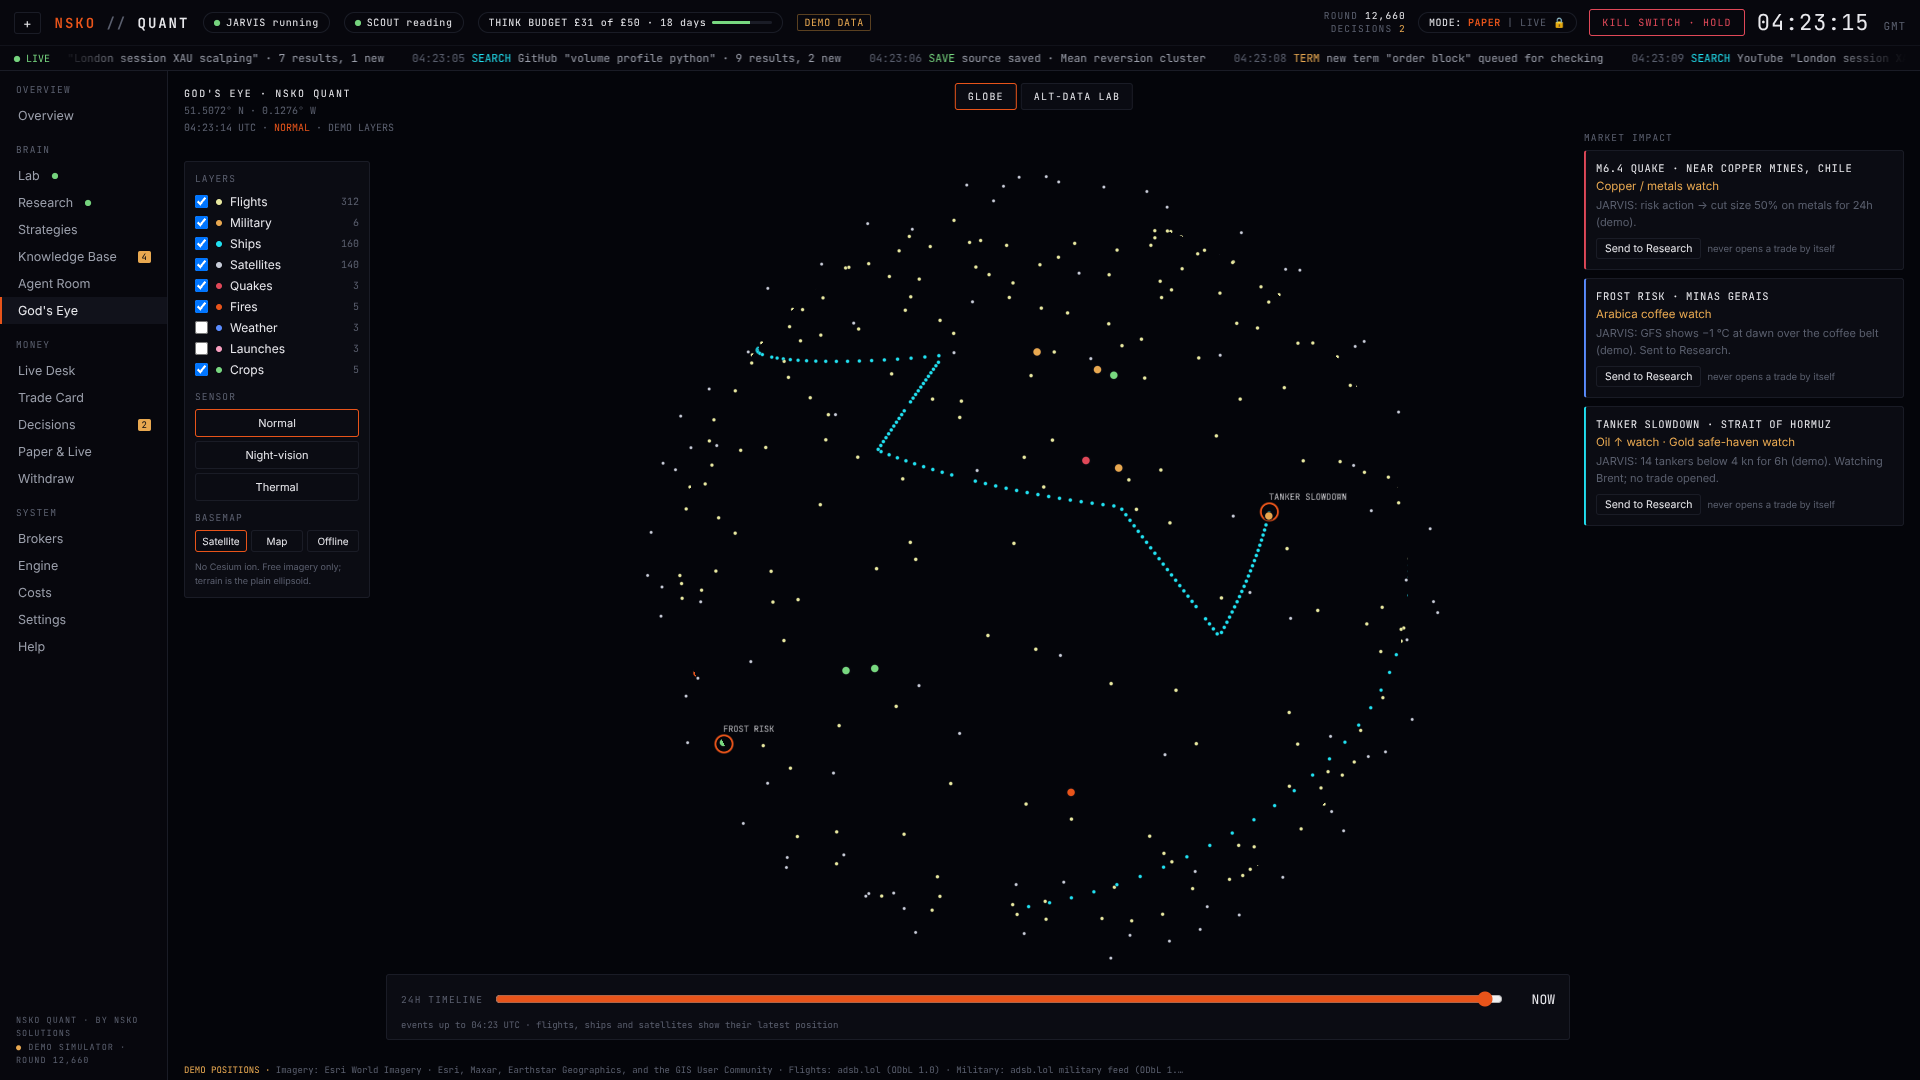 + NSKO // QUANT JARVIS running SCOUT reading THINK BUDGET £31 of £50 · 18 days DEMO DATA
ROUND 12,660
DECISIONS 2
MODE: PAPER | LIVE KILL SWITCH · HOLD 04:23:15 GMT
LIVE "London session XAU scalping" · 7 results, 1 new 04:23:05 SEARCH GitHub "volume profile python" · 9 results, 2 new 04:23:06 SAVE source saved · Mean reversion cluster 04:23:08 TERM new term "order block" queued for checking 04:23:09 SEARCH YouTube "London session
OVERVIEW
Overview
BRAIN
Lab
Research
Strategies
Knowledge Base 4
Agent Room
God's Eye
MONEY
Live Desk
Trade Card
Decisions 2
Paper & Live
Withdraw
SYSTEM
Brokers
Engine
Costs
Settings
Help
NSKO QUANT · BY NSKO
SOLUTIONS
DEMO SIMULATOR ·
ROUND 12,660
GOD'S EYE · NSKO QUANT
51.5072° N · 0.1276° W
04:23:14 UTC · NORMAL · DEMO LAYERS
GLOBE ALT-DATA LAB
LAYERS
Flights 312
Military 6
Ships 160
Satellites 140
Quakes 3
Fires 5
Weather 3
Launches 3
Crops 5
SENSOR
Normal
Night-vision
Thermal
BASEMAP
Satellite Map Offline
No Cesium ion. Free imagery only;
terrain is the plain ellipsoid.
TANKER SLOWDOWN
FROST RISK
MARKET IMPACT
M6.4 QUAKE · NEAR COPPER MINES, CHILE
Copper / metals watch
JARVIS: risk action → cut size 50% on metals for 24h
(demo).
Send to Research never opens a trade by itself
FROST RISK · MINAS GERAIS
Arabica coffee watch
JARVIS: GFS shows −1 °C at dawn over the coffee belt
(demo). Sent to Research.
Send to Research never opens a trade by itself
TANKER SLOWDOWN · STRAIT OF HORMUZ
Oil ↑ watch · Gold safe-haven watch
JARVIS: 14 tankers below 4 kn for 6h (demo). Watching
Brent; no trade opened.
Send to Research never opens a trade by itself
24H TIMELINE NOW
events up to 04:23 UTC · flights, ships and satellites show their latest position
DEMO POSITIONS · Imagery: Esri World Imagery · Esri, Maxar, Earthstar Geographics, and the GIS User Community · Flights: adsb.lol (ODbL 1.0) · Military: adsb.lol military feed (ODbL 1.…